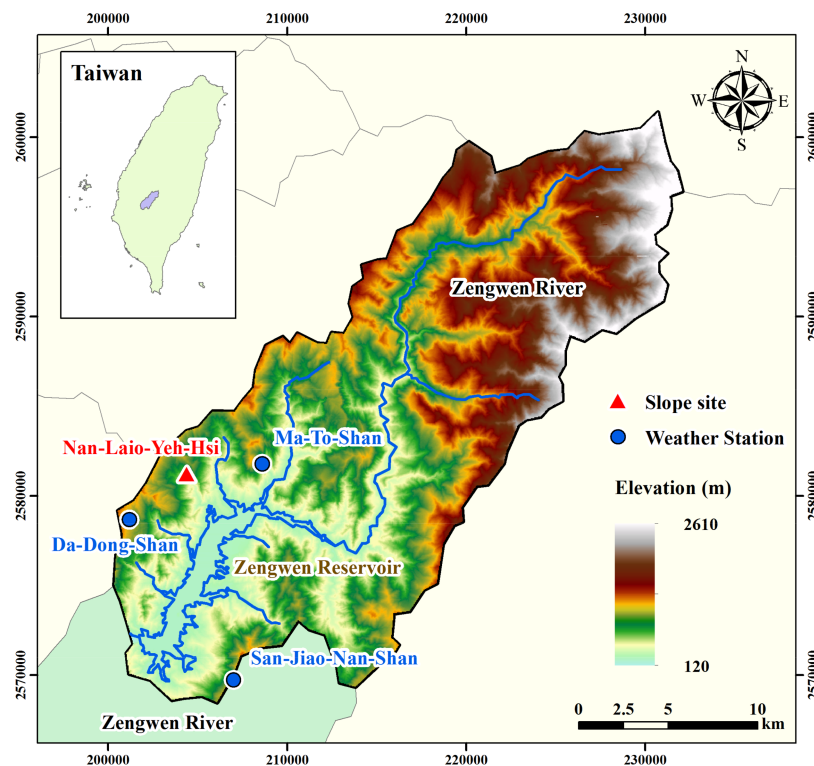 200000 210000 220000 230000
Taiwan
N
W E
S
2600000 2600000
Zengwen River
2590000 2590000
Slope site
Ma-To-Shan
Weather Station
Nan-Laio-Yeh-Hsi
Elevation (m)
2580000 2580000
2610
Da-Dong-Shan
Zengwen Reservoir
San-Jiao-Nan-Shan
120
2570000 2570000
0 2.5 5 10
km
Zengwen River
200000 210000 220000 230000